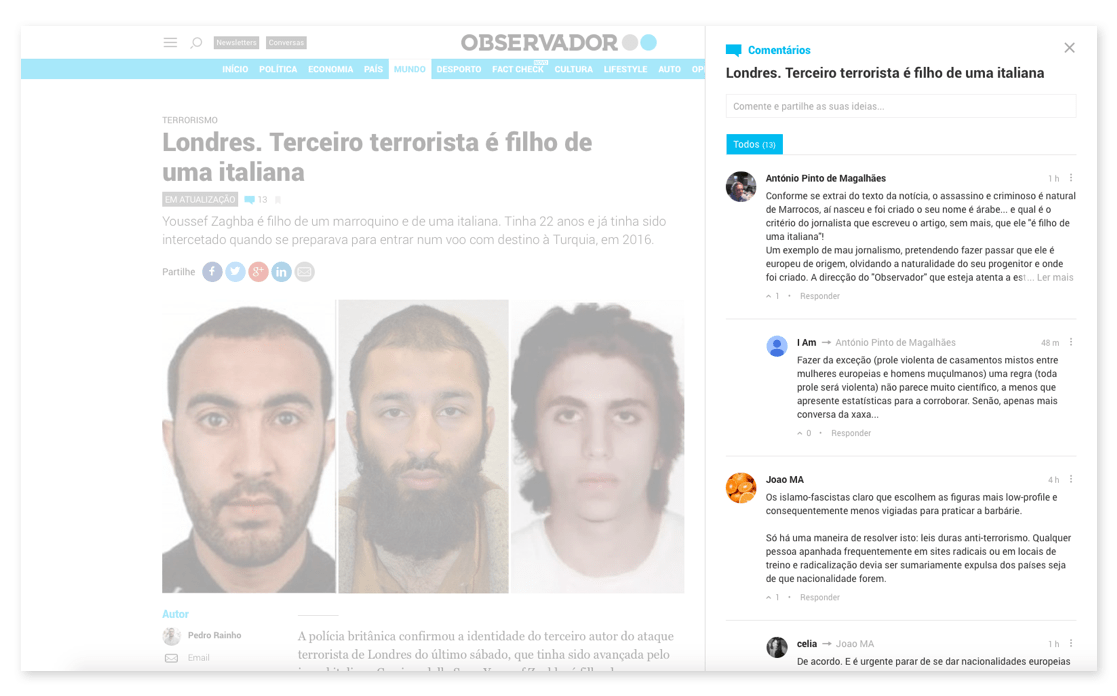 Newsletters
Conversas
OBSERVADOR
INÍCIO POLÍTICA ECONOMIA PAÍS MUNDO DESPORTO FACT CHECK CULTURA LIFESTYLE AUTO
TERRORISMO
Londres. Terceiro terrorista é filho de
uma italiana
EM ATUALIZAÇÃO
13
8
Youssef Zaghba é filho de um marroquino e de uma italiana. Tinha 22 anos e já tinha sido
intercetado quando se preparava para entrar num voo com destino à Turquia, em 2016.
Partilhe
Autor
Pedro Rainho
Email
A polícia britânica confirmou a identidade do terceiro autor do ataque
terrorista de Londres do último sábado, que tinha sido avançada pelo
Comentários
Londres. Terceiro terrorista é filho de uma italiana
Comente e partilhe as suas ideias...
Todos (13)
António Pinto de Magalhães
1 h
Conforme se extrai do texto da notícia, o assassino e criminoso é natural
de Marrocos, aí nasceu e foi criado o seu nome é árabe... e qual é o
critério do jornalista que escreveu o artigo, sem mais, que ele "é filho de
uma italiana"!
Um exemplo de mau jornalismo, pretendendo fazer passar que ele é
europeu de origem, olvidando a naturalidade do seu progenitor e onde
foi criado. A direcção do "Observador" que esteja atenta a est... Ler mais
1 • Responder
I Am → António Pinto de Magalhães
48 m
Fazer da exceção (prole violenta de casamentos mistos entre
mulheres europeias e homens muçulmanos) uma regra (toda
prole será violenta) não parece muito científico, a menos que
apresente estatísticas para a corroborar. Senão, apenas mais
conversa da xaxa...
0 • Responder
Joao MA
4 h
Os islamo-fascistas claro que escolhem as figuras mais low-profile e
consequentemente menos vigiadas para praticar a barbárie.
Só há uma maneira de resolver isto: leis duras anti-terrorismo. Qualquer
pessoa apanhada frequentemente em sites radicais ou em locais de
treino e radicalização devia ser sumariamente expulsa dos países seja
de que nacionalidade forem.
1 • Responder
celia → Joao MA
1 h
De acordo. E é urgente parar de se dar nacionalidades europeias